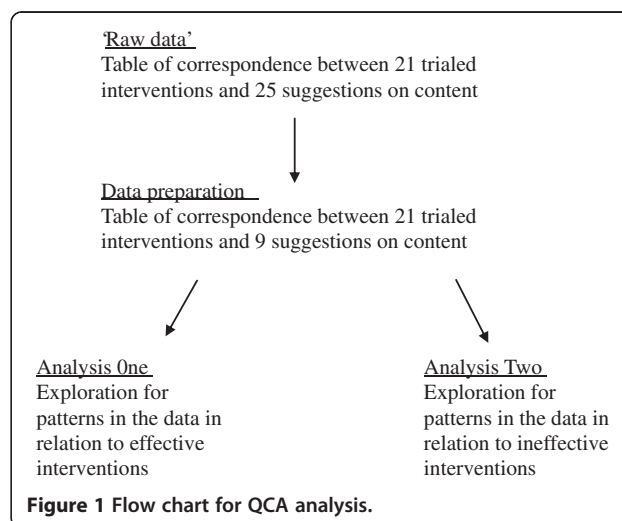 'Raw data'
Table of correspondence between 21 trialed
interventions and 25 suggestions on content
Data preparation
Table of correspondence between 21 trialed
interventions and 9 suggestions on content
Analysis One
Exploration for
patterns in the data in
relation to effective
interventions
Analysis Two
Exploration for
patterns in the data in
relation to ineffective
interventions
Figure 1 Flow chart for QCA analysis.